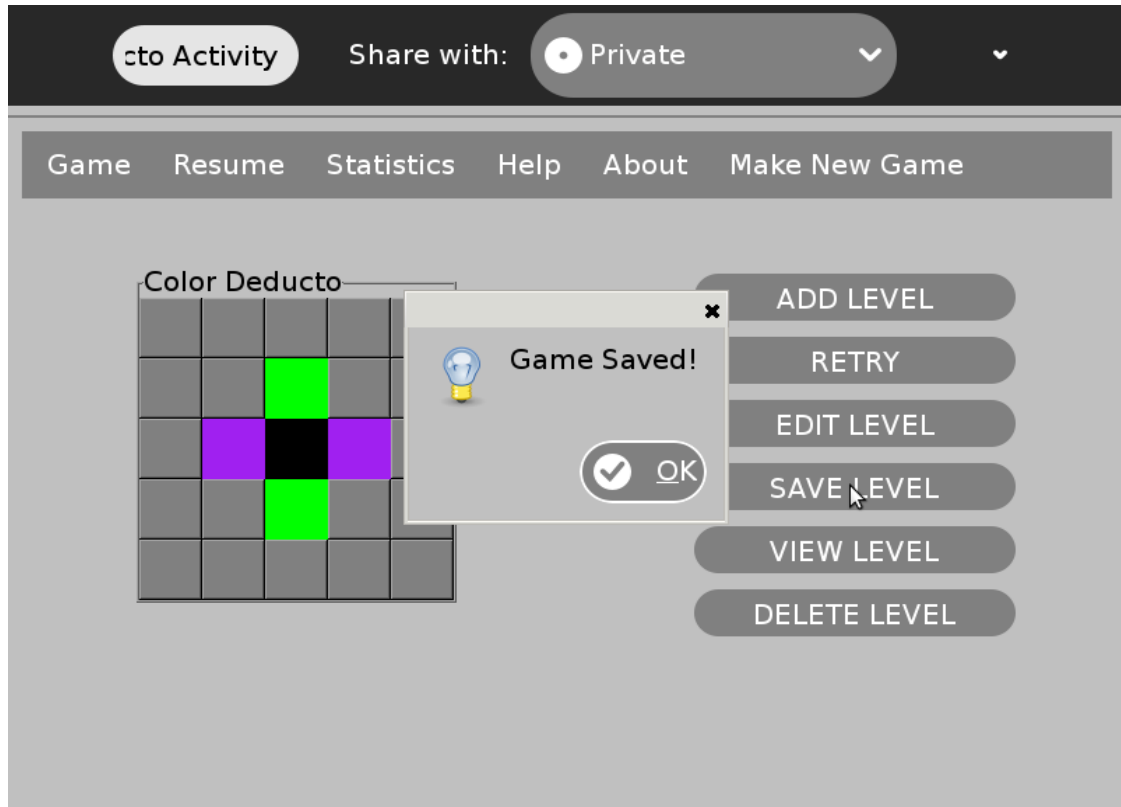 cto Activity Share with: Private
Game Resume Statistics Help About Make New Game
Color Deducto
Game Saved!
OK
ADD LEVEL
RETRY
EDIT LEVEL
SAVE LEVEL
VIEW LEVEL
DELETE LEVEL